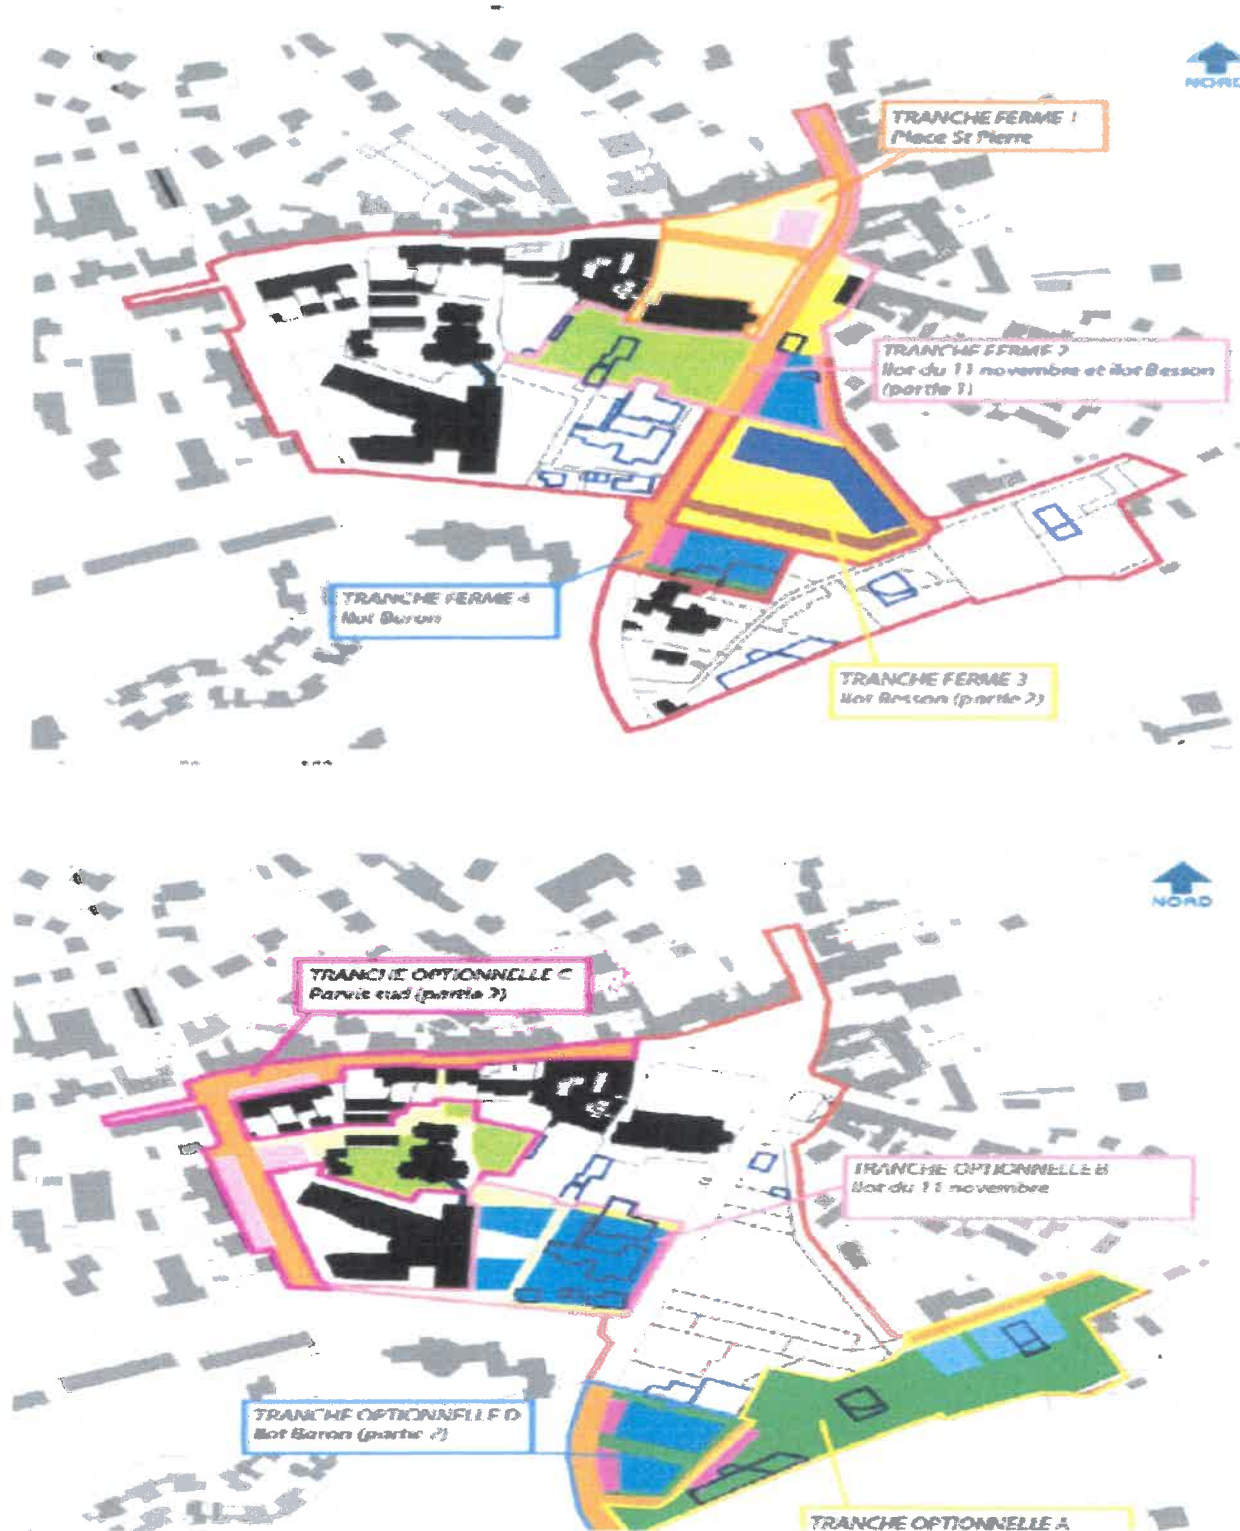 NORD
TRANCHE FERME 1
Place St Pierre
TRANCHE FERME 2
Ilot du 11 novembre et ilot Besson
(partie 1)
TRANCHE FERME 4
Ilot Baron
TRANCHE FERME 3
Ilot Besson (partie 2)
NORD
TRANCHE OPTIONNELLE C
Parvis sud (partie 2)
TRANCHE OPTIONNELLE B
Ilot du 11 novembre
TRANCHE OPTIONNELLE D
Ilot Baron (partie 2)
TRANCHE OPTIONNELLE A